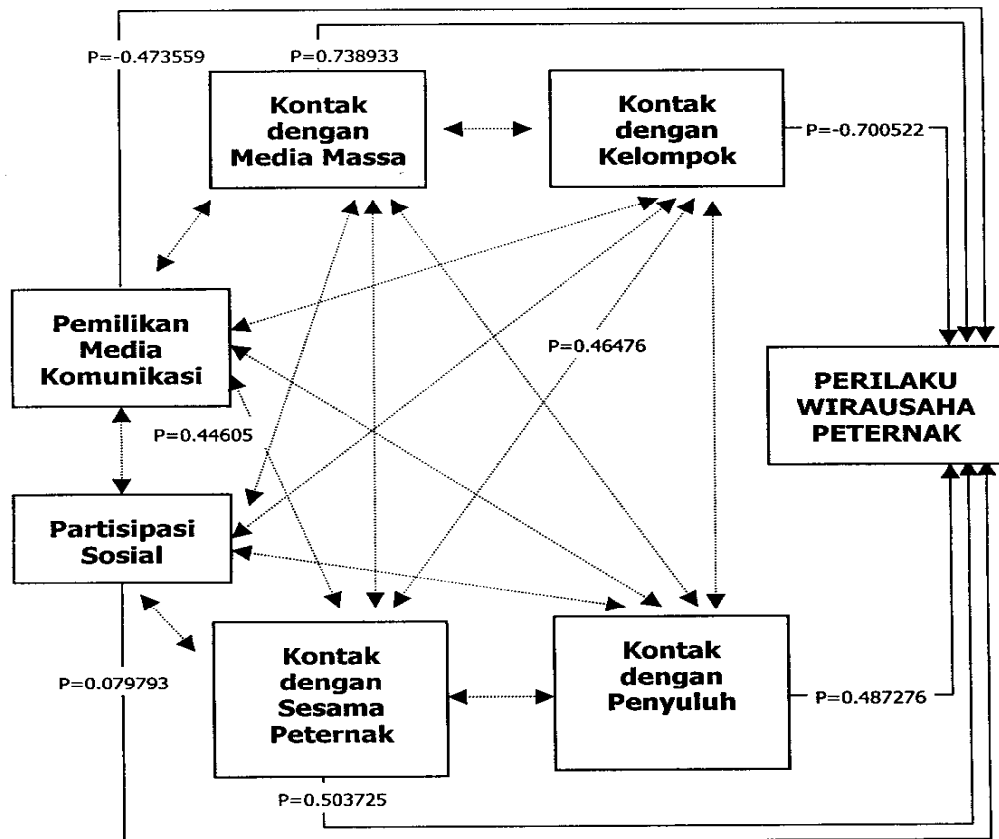 P=-0.473559
P=0.738933
Kontak
dengan
Media Massa
Kontak
dengan
Kelompok
P=-0.700522
Pemilikan
Media
Komunikasi
P=0.46476
PERILAKU
WIRAUSAHA
PETERNAK
P=0.44605
Partisipasi
Sosial
Kontak
dengan
Sesama
Peternak
Kontak
dengan
Penyuluh
P=0.079793
P=0.487276
P=0.503725